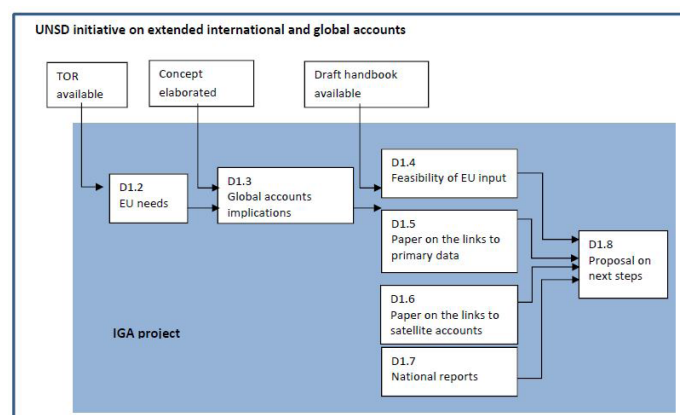 UNSD initiative on extended international and global accounts
TOR
available
Concept
elaborated
Draft handbook
available
D1.2
EU needs
D1.3
Global accounts
implications
D1.4
Feasibility of EU input
D1.5
Paper on the links to
primary data
D1.6
Paper on the links to
satellite accounts
D1.7
National reports
D1.8
Proposal on
next steps
IGA project